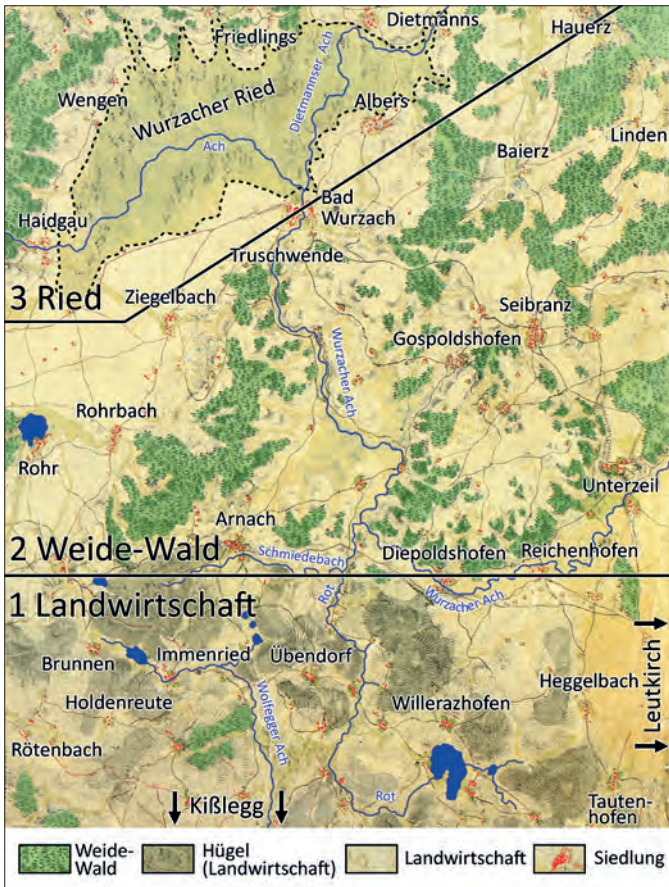 Dietmanns
Hauerz
Friedlings
Dietmannser Ach
Wurzacher Ried
Wengen
Albers
Linden
Ach
Baierz
Bad
Wurzach
Haidgau
Truschwende
3 Ried
Ziegelbach
Seibranz
Gospoldshofen
Wurzacher Ach
Rohrbach
Rohr
Unterzeil
Arnach
2 Weide-Wald
Schmiedebach
Diepoldshofen
Reichenhofen
1 Landwirtschaft
Rot
Wurzacher Ach
Brunnen
Immenried
Übendorf
Leutkirch
Heggelbach
Holdenreute
Wolfegger Ach
Willerazhofen
Rötenbach
Kißlegg
Rot
Tauten-
hofen
Weide-
Wald
Hügel
(Landwirtschaft)
Landwirtschaft
Siedlung